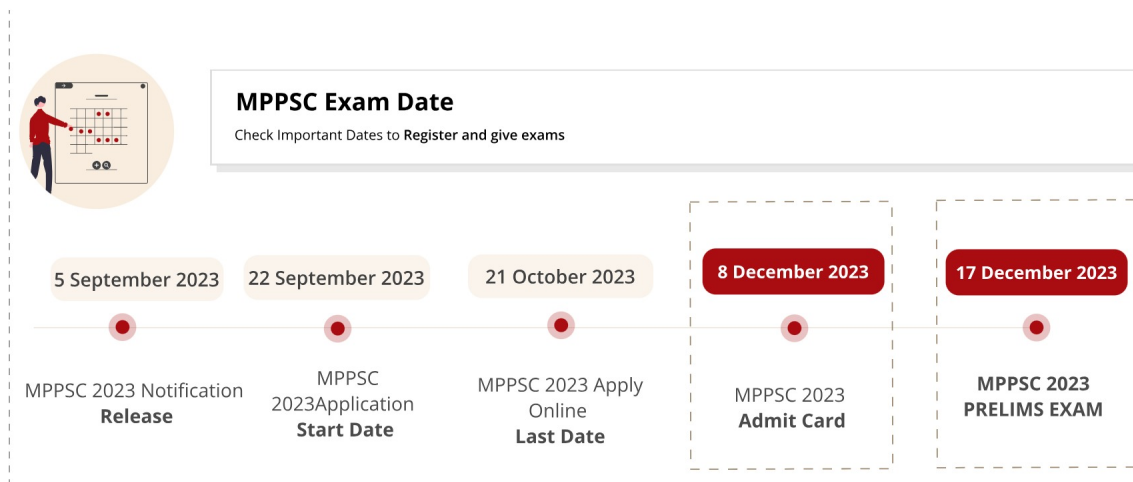 MPPSC Exam Date
Check Important Dates to Register and give exams
5 September 2023
22 September 2023
21 October 2023
8 December 2023
17 December 2023
MPPSC 2023 Notification
Release
MPPSC
2023Application
Start Date
MPPSC 2023 Apply
Online
Last Date
MPPSC 2023
Admit Card
MPPSC 2023
PRELIMS EXAM